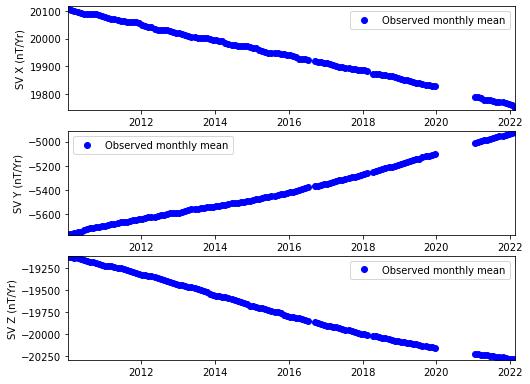 20100
20000
19900
19800
SV X (nT/Yr)
Observed monthly mean
2012 2014 2016 2018 2020 2022
−5000
−5200
−5400
−5600
SV Y (nT/Yr)
Observed monthly mean
2012 2014 2016 2018 2020 2022
−19250
−19500
−19750
−20000
−20250
SV Z (nT/Yr)
Observed monthly mean
2012 2014 2016 2018 2020 2022